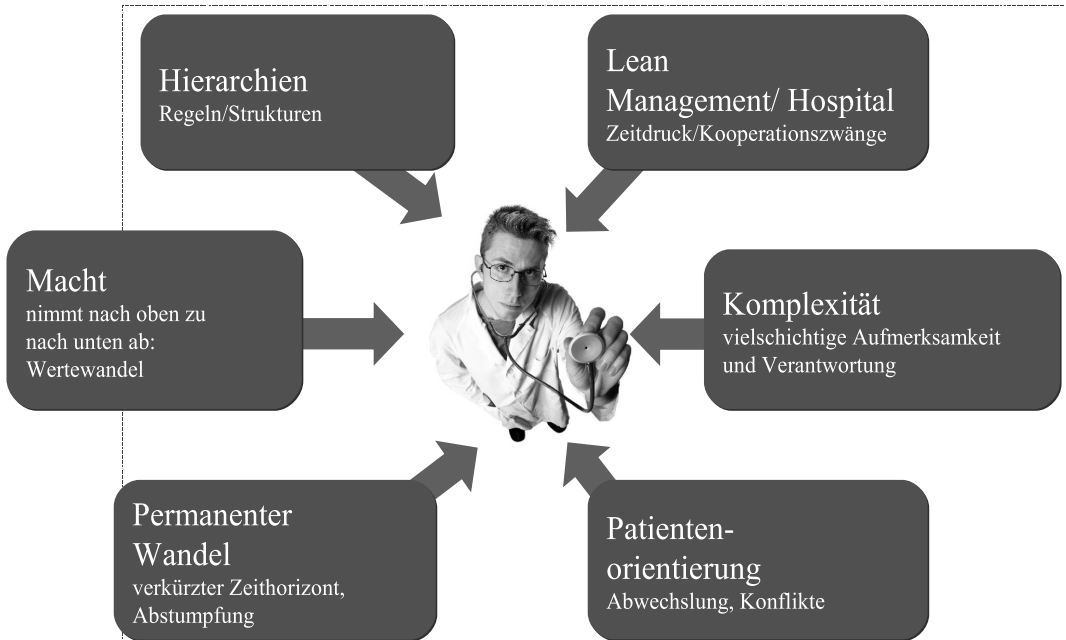 Hierarchien
Regeln/Strukturen
Lean
Management/ Hospital
Zeitdruck/Kooperationszwänge
Macht
nimmt nach oben zu
nach unten ab:
Wertewandel
Komplexität
vielschichtige Aufmerksamkeit
und Verantwortung
Permanenter
Wandel
verkürzter Zeithorizont,
Abstumpfung
Patienten-
orientierung
Abwechslung, Konflikte